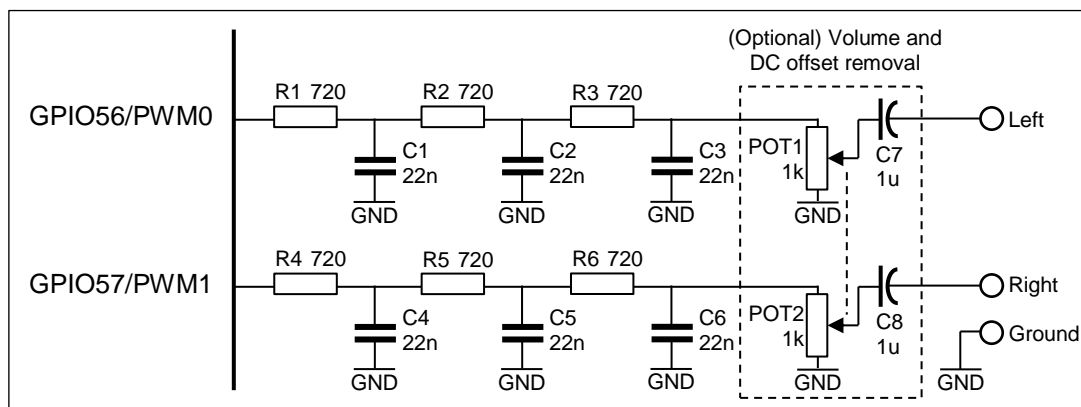 (Optional) Volume and
DC offset removal
R1 720
R2 720
R3 720
GPIO56/PWM0
C1
22n
C2
22n
C3
22n
POT1
1k
C7
1u
Left
GND
GND
GND
GND
R4 720
R5 720
R6 720
GPIO57/PWM1
C4
22n
C5
22n
C6
22n
POT2
1k
C8
1u
Right
Ground
GND
GND
GND
GND
GND